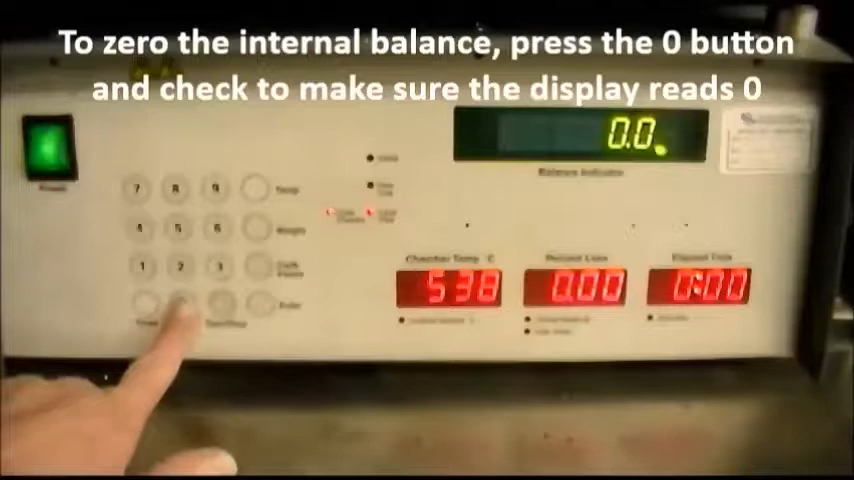 To zero the internal balance, press the 0 button
and check to make sure the display reads 0
0.0.
Power
Balance Indicator
7 8 9 Temp
4 5 6 Weight
1 2 3
Enter
Chamber Temp °C
Percent Loss
Elapsed Time
538
0.00
0:00